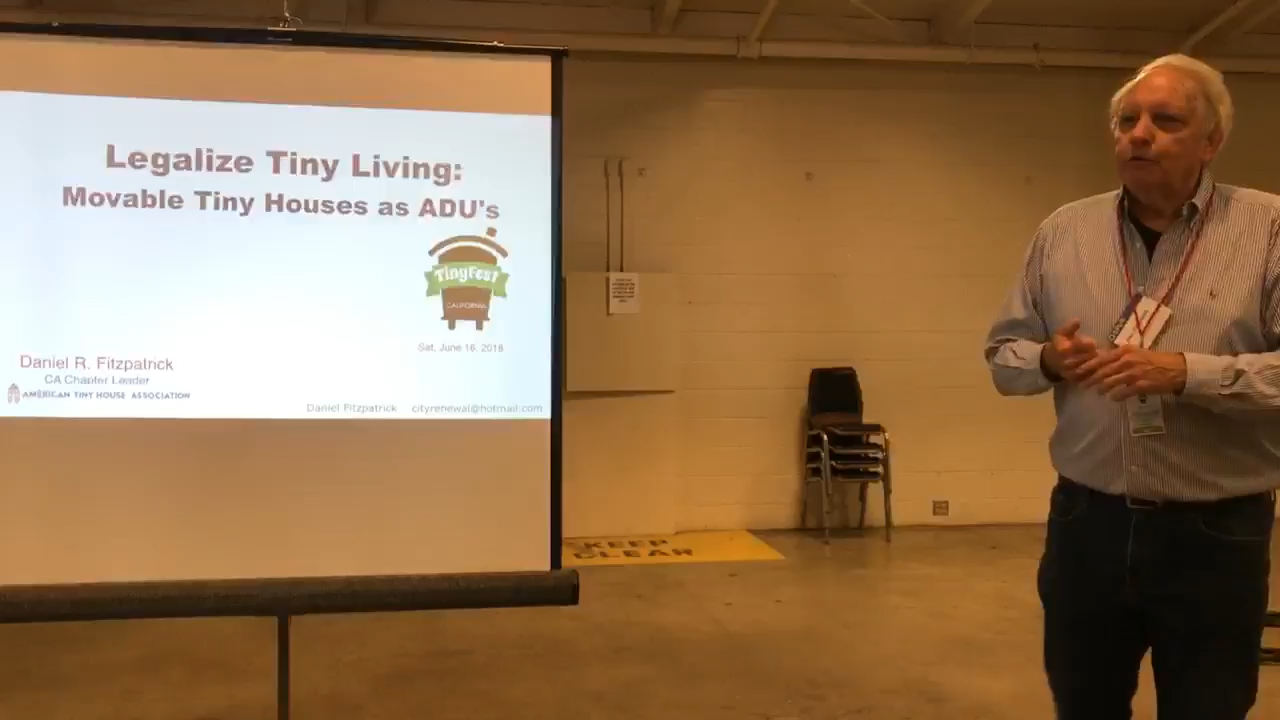 Legalize Tiny Living:
Movable Tiny Houses as ADU's
TinyFest
CALIFORNIA
Sat, June 16, 2018
Daniel R. Fitzpatrick
CA Chapter Leader
AMERICAN TINY HOUSE ASSOCIATION
Daniel Fitzpatrick cityrenewal@hotmail.com
KEEP
CLEAR